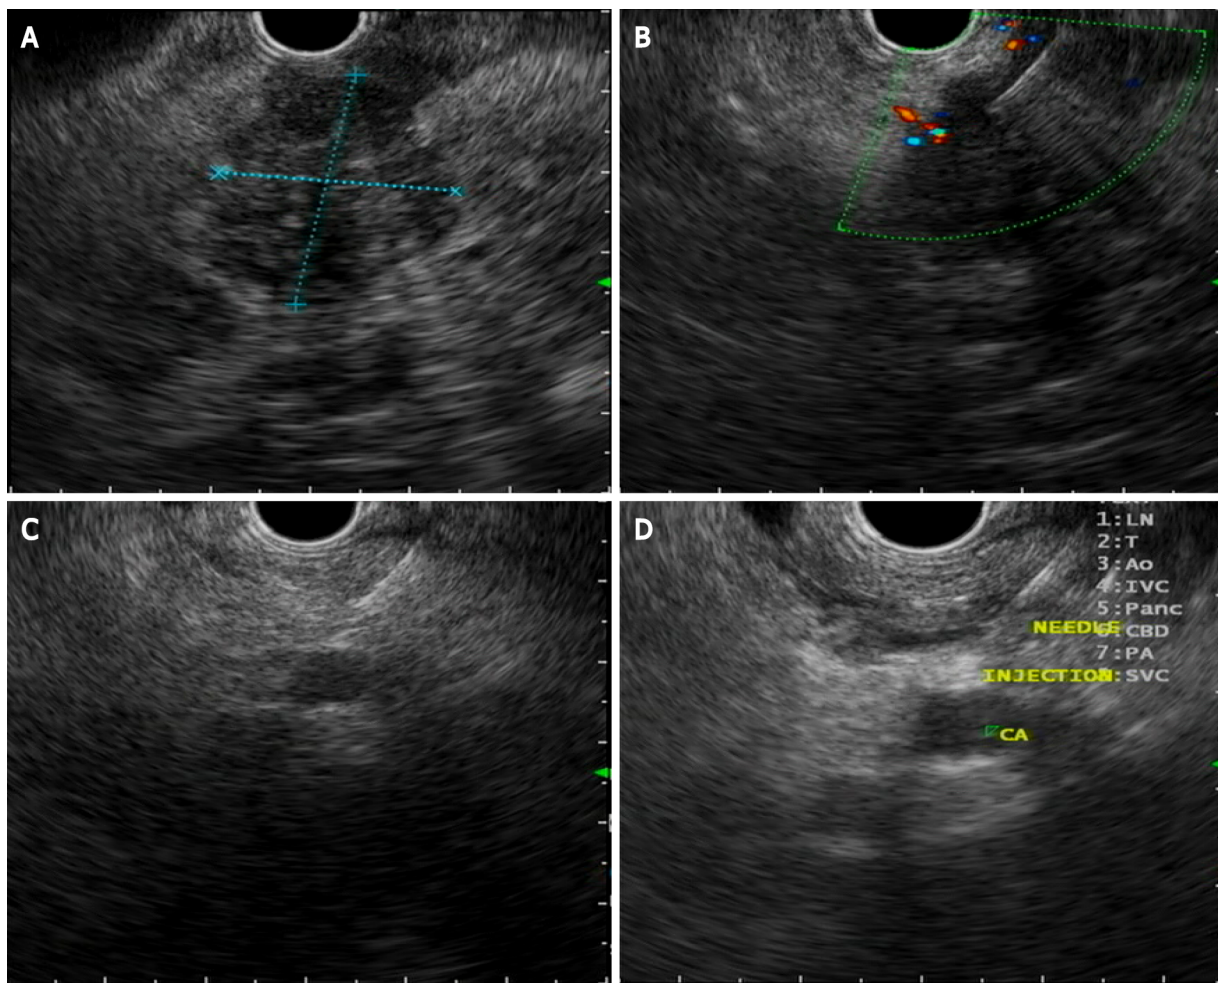 A
B
C
D
1:LN
2:T
3:Ao
4:IVC
5:Panc
NEEDLE
:CBD
7:PA
INJECTION
:SVC
CA